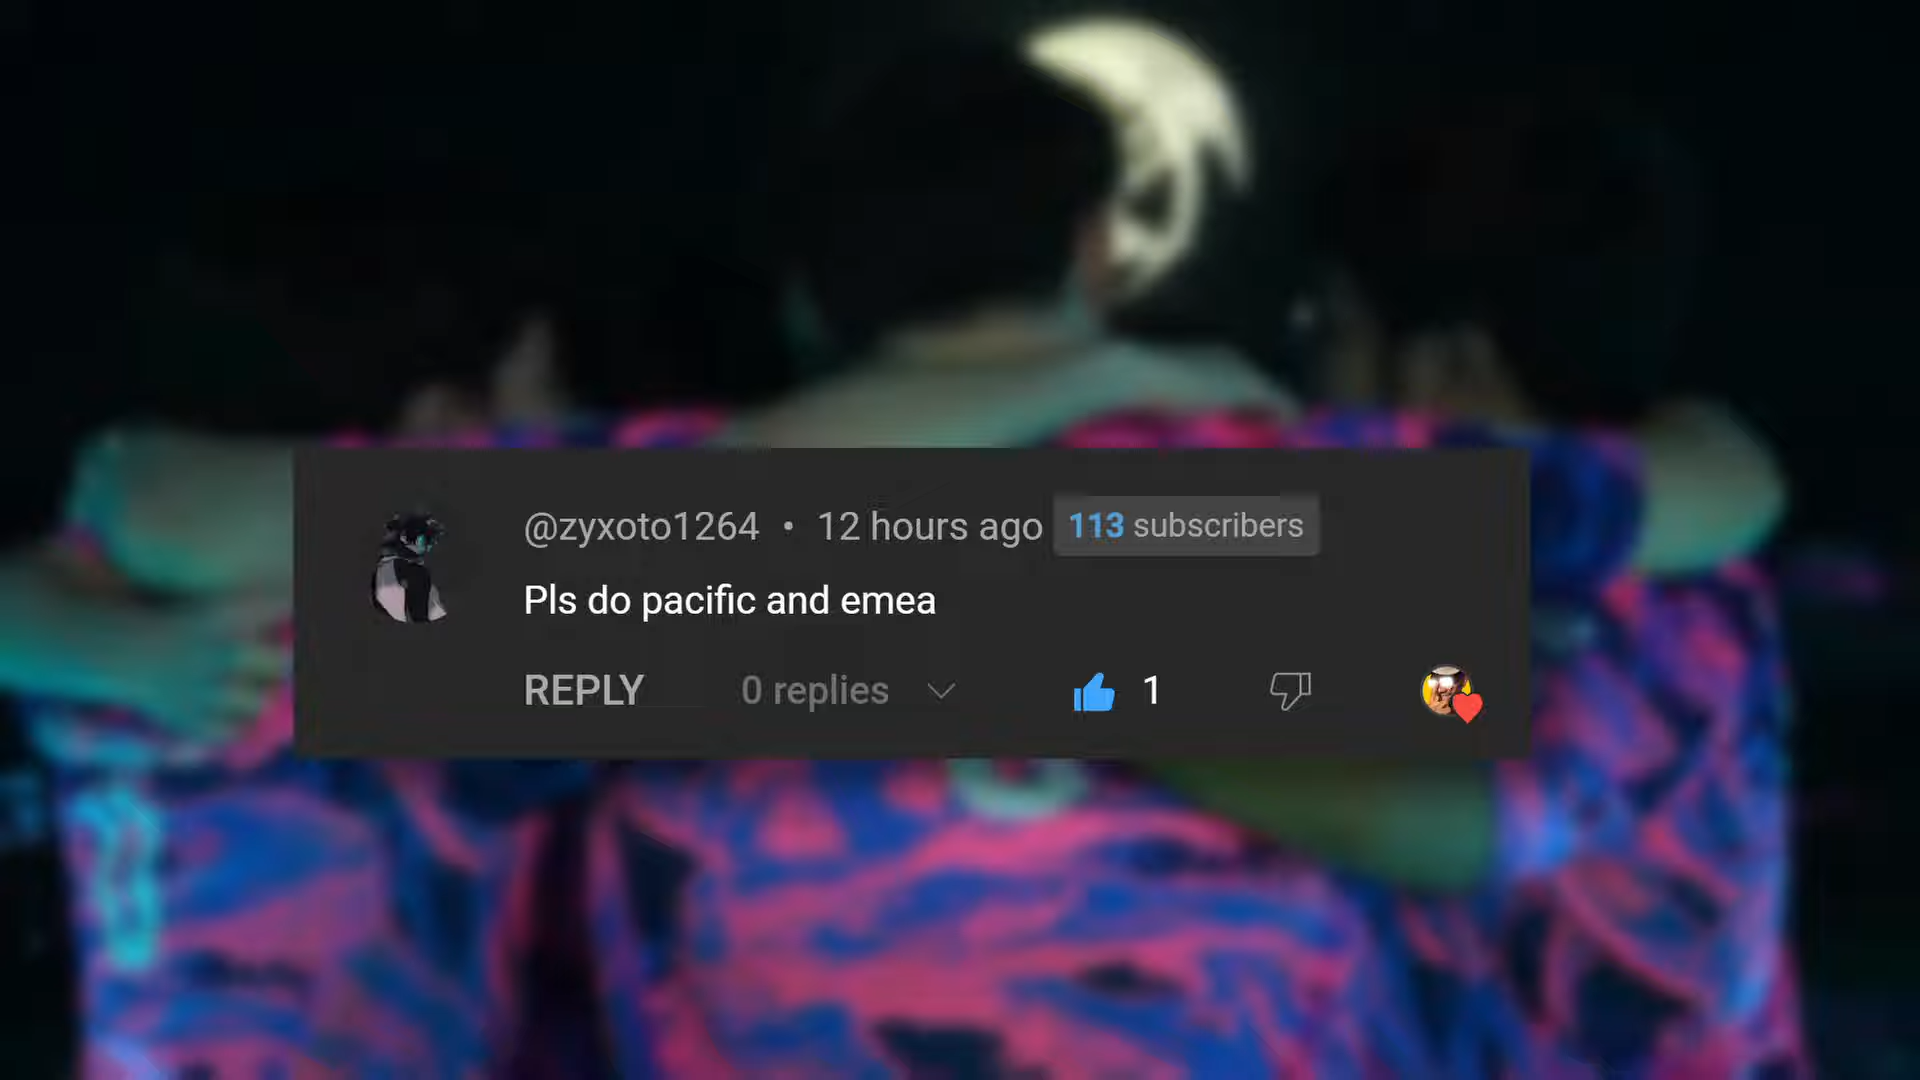 @zyxoto1264 • 12 hours ago 113 subscribers
Pls do pacific and emea
REPLY 0 replies 1